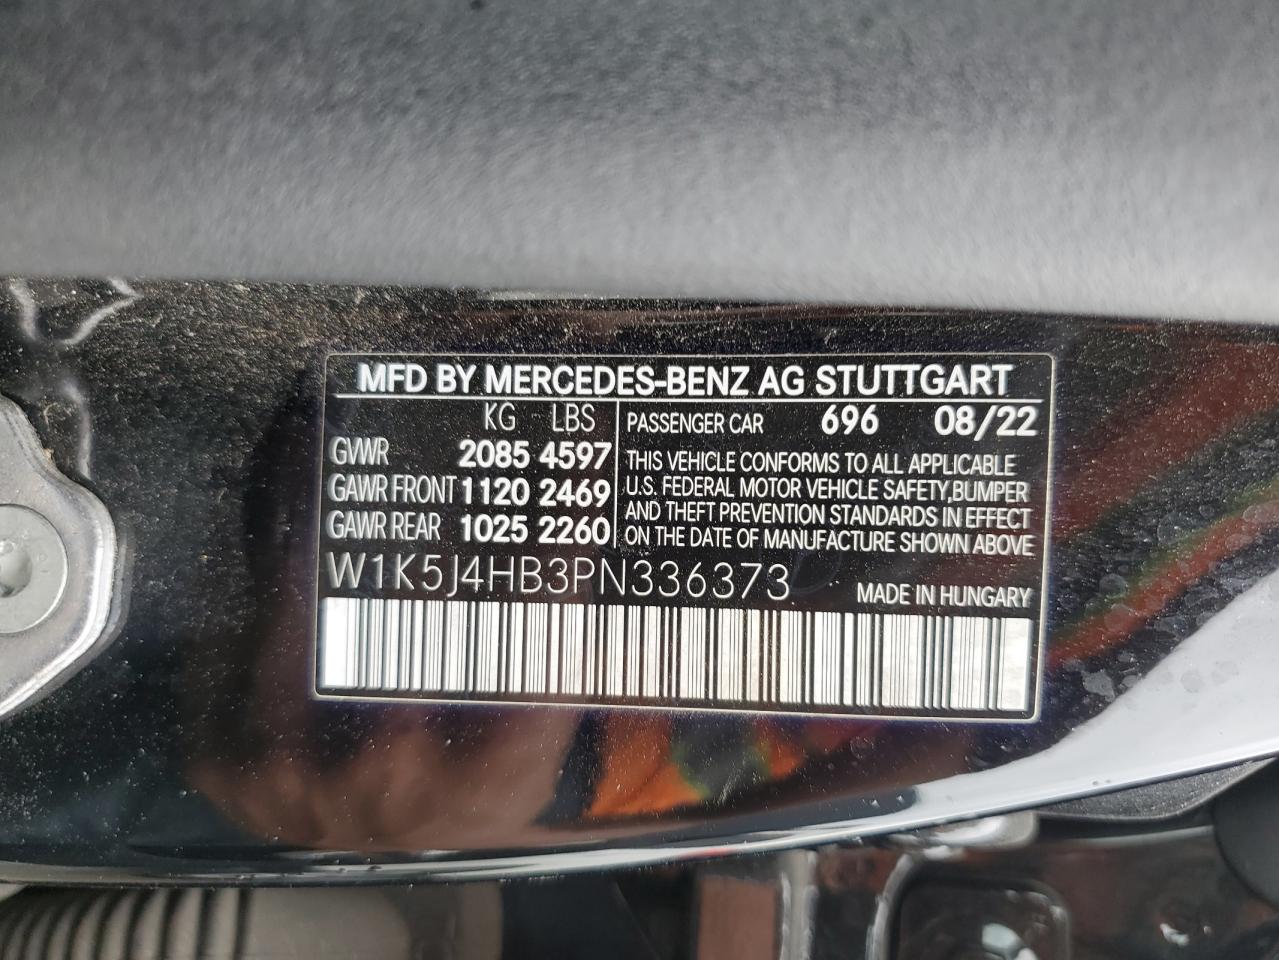 MFD BY MERCEDES-BENZ AG STUTTGART
KG LBS
GVWR 2085 4597
GAWR FRONT 1120 2469
GAWR REAR 1025 2260
PASSENGER CAR 696 08/22
THIS VEHICLE CONFORMS TO ALL APPLICABLE
U.S. FEDERAL MOTOR VEHICLE SAFETY,BUMPER
AND THEFT PREVENTION STANDARDS IN EFFECT
ON THE DATE OF MANUFACTURE SHOWN ABOVE
W1K5J4HB3PN336373
MADE IN HUNGARY